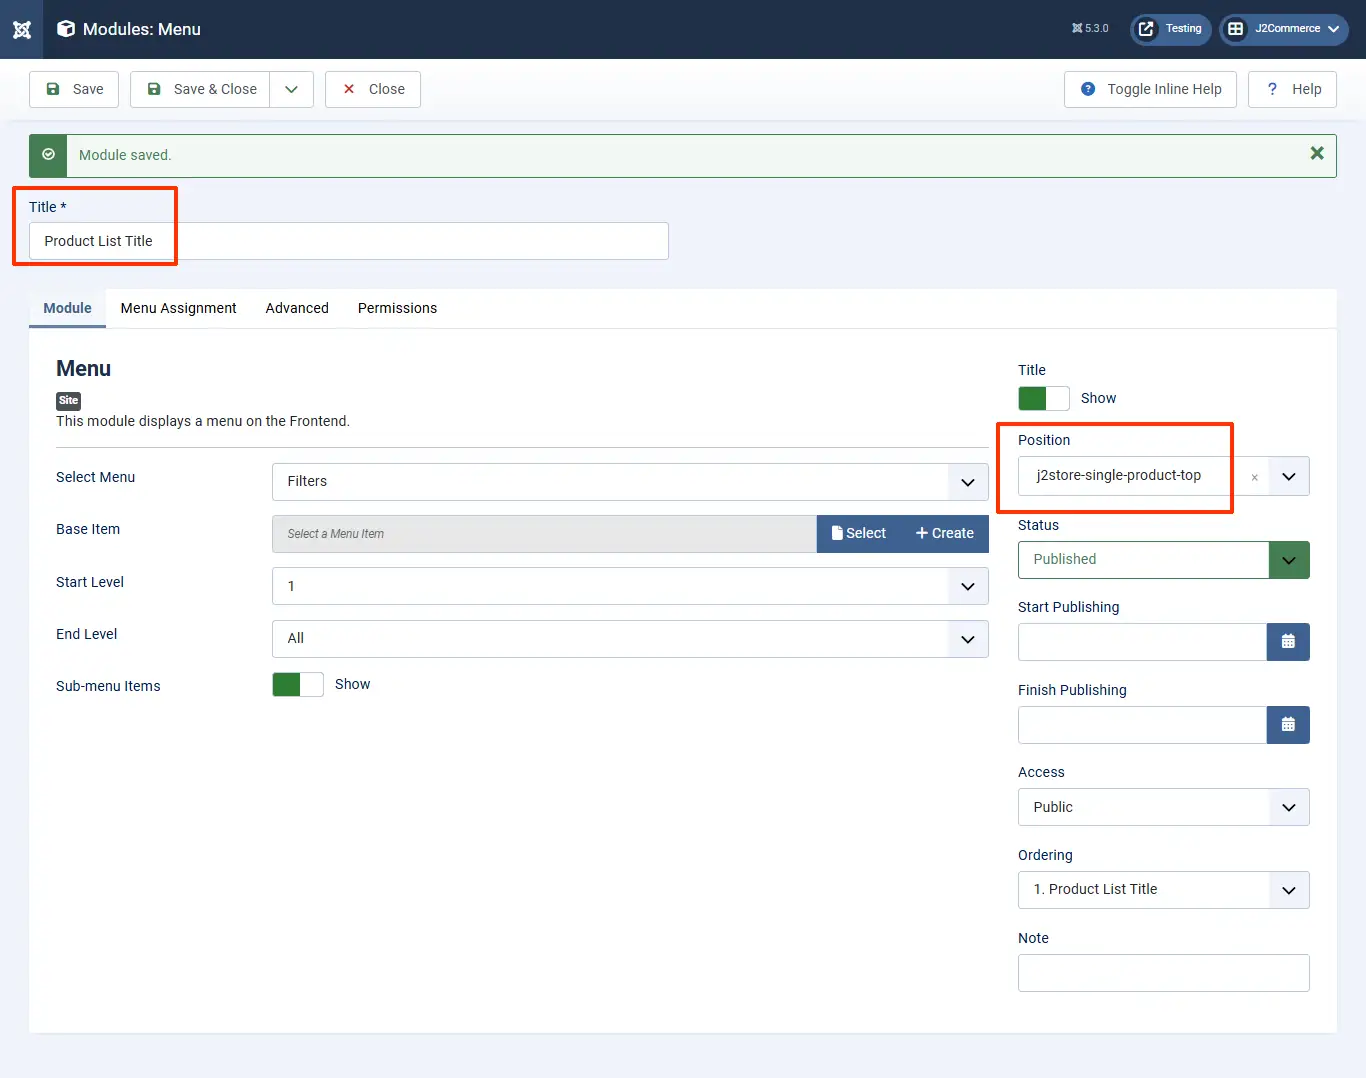 Modules: Menu
5.3.0
Testing
J2Commerce
Save
Save & Close
Close
Toggle Inline Help
? Help
Module saved.
Title *
Product List Title
Module
Menu Assignment
Advanced
Permissions
Menu
Site
This module displays a menu on the Frontend.
Select Menu
Filters
Base Item
Select a Menu Item
Select
+ Create
Start Level
1
End Level
All
Sub-menu Items
Show
Title
Show
Position
j2store-single-product-top
×
Status
Published
Start Publishing
Finish Publishing
Access
Public
Ordering
1. Product List Title
Note